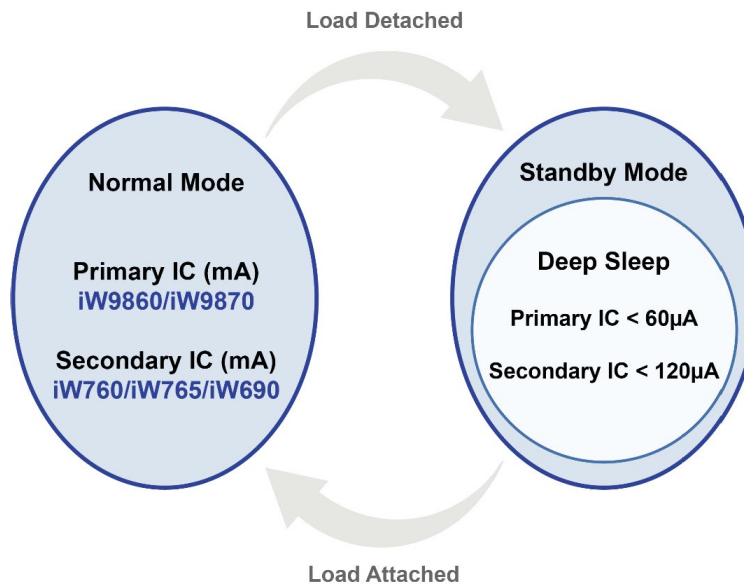 Load Detached
Normal Mode
Primary IC (mA)
iW9860/iW9870
Secondary IC (mA)
iW760/iW765/iW690
Standby Mode
Deep Sleep
Primary IC < 60μA
Secondary IC < 120μA
Load Attached